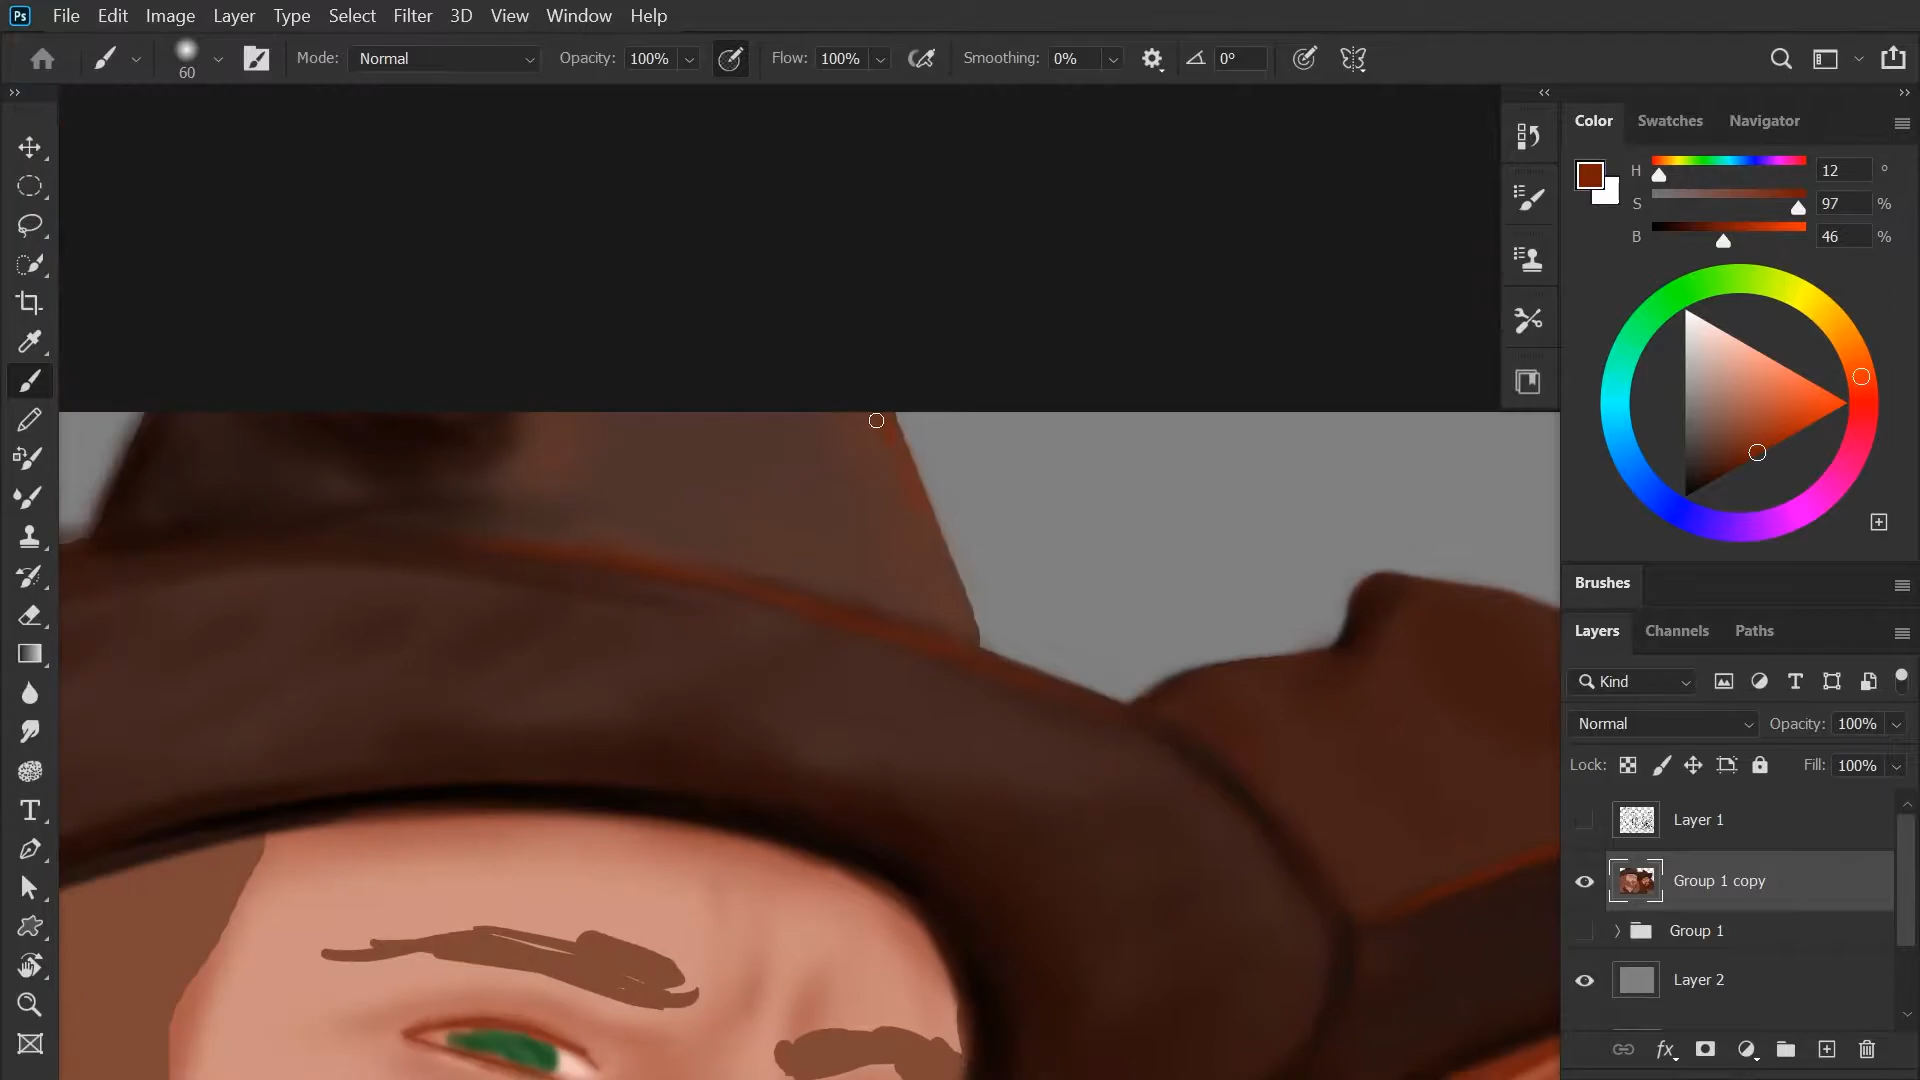 Ps File Edit Image Layer Type Select Filter 3D View Window Help
60 Mode: Normal Opacity: 100% Flow: 100% Smoothing: 0% 0°
Color Swatches Navigator
H 12 °
S 97 %
B 46 %
Brushes
Layers Channels Paths
Kind
Normal Opacity: 100%
Lock: Fill: 100%
Layer 1
Group 1 copy
Group 1
Layer 2
fx